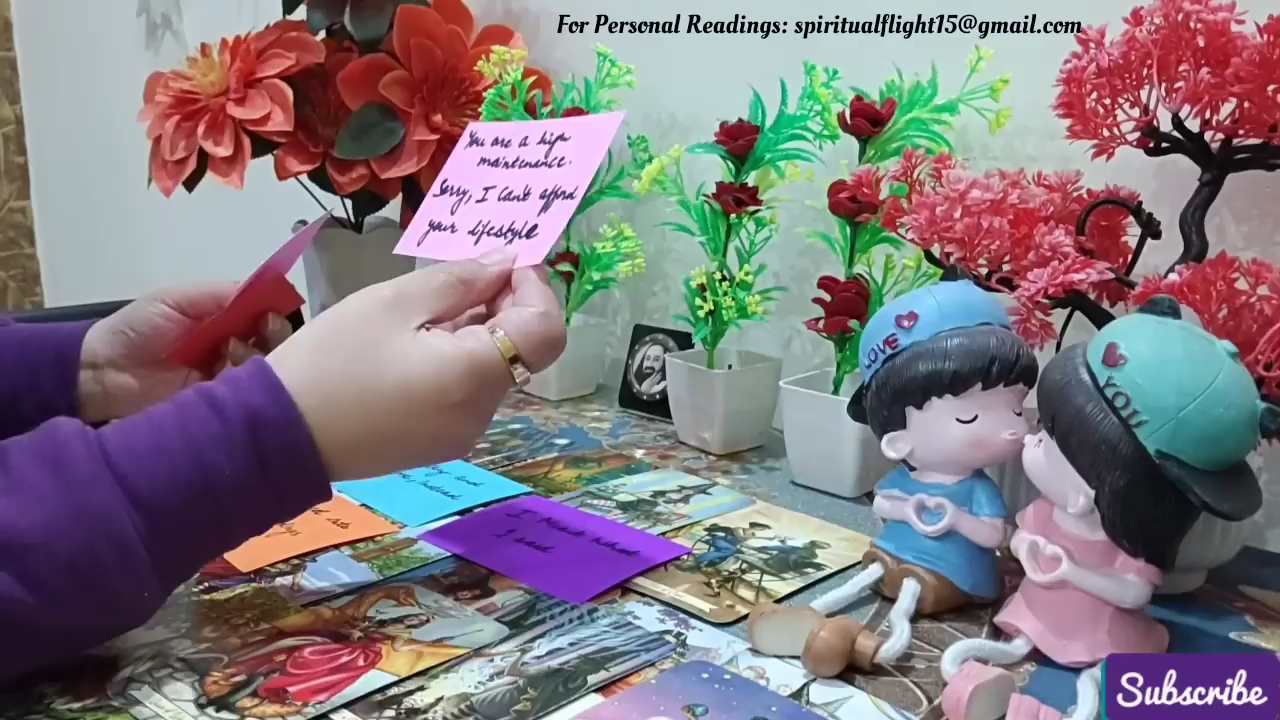 For Personal Readings: spiritualflight15@gmail.com
You are a high
maintenance.
Sorry, I can't afford
your lifestyle
LOVE
YOU
I Meant what
I said
Subscribe